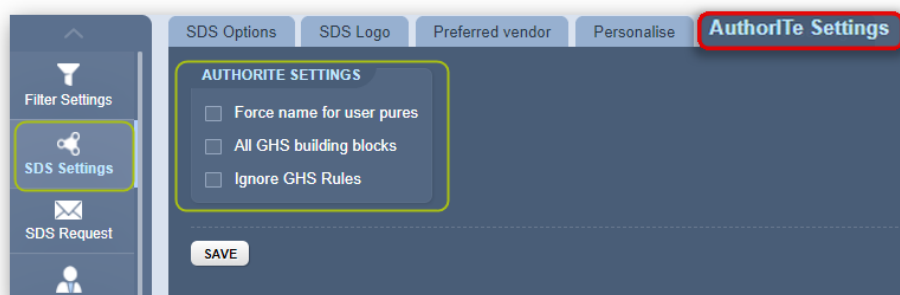 SDS Options
SDS Logo
Preferred vendor
Personalise
AuthorITe Settings
Filter Settings
SDS Settings
SDS Request
AUTHORITE SETTINGS
Force name for user pures
All GHS building blocks
Ignore GHS Rules
SAVE